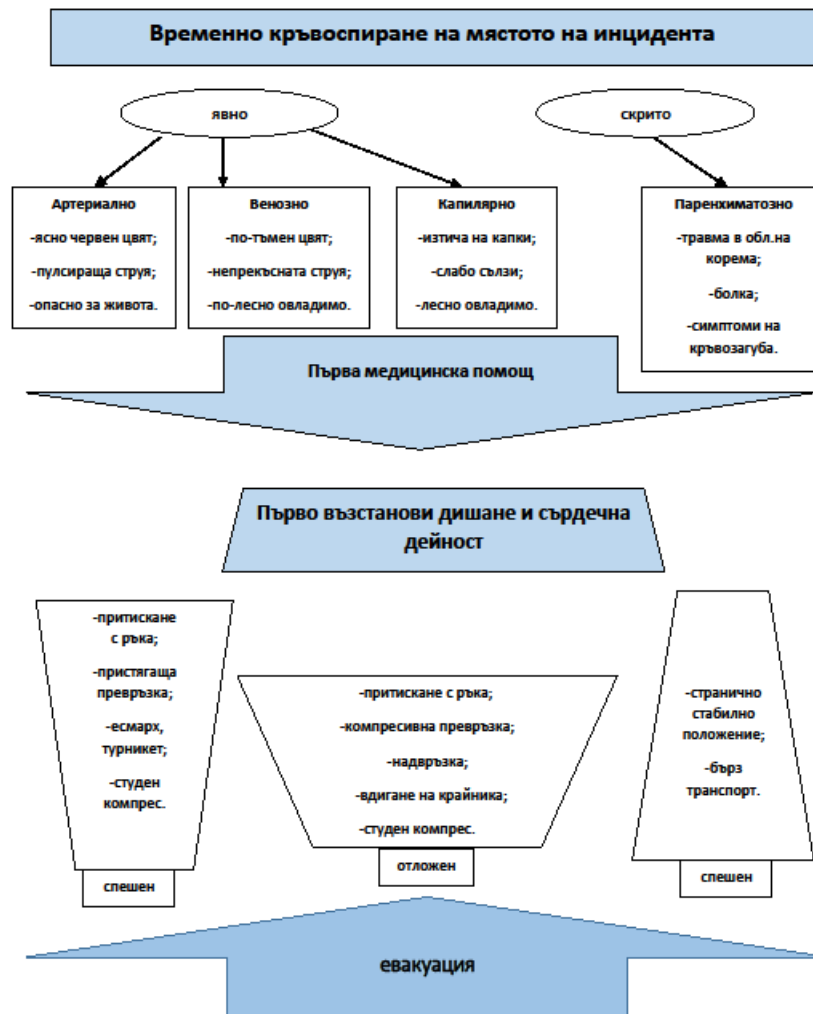 Временно кръвоспиране на мястото на инцидента
явно
скрито
Артериално
-ясно червен цвят;
-пулсираща струя;
-опасно за живота.
Венозно
-по-тъмен цвят;
-непрекъсната струя;
-по-лесно овладимо.
Капилярно
-изтича на капки;
-слабо сълзи;
-лесно овладимо.
Паренхиматозно
-травма в обл.на
корема;
-болка;
-симптоми на
кръвозагуба.
Първа медицинска помощ
Първо възстанови дишане и сърдечна
дейност
-притискане
с ръка;
-пристягаща
превръзка;
-есмарх,
турникет;
-студен
компрес.
спешен
-притискане с ръка;
-компресивна превръзка;
-надвръзка;
-вдигане на крайника;
-студен компрес.
отложен
-странично
стабилно
положение;
-бърз
транспорт.
спешен
евакуация